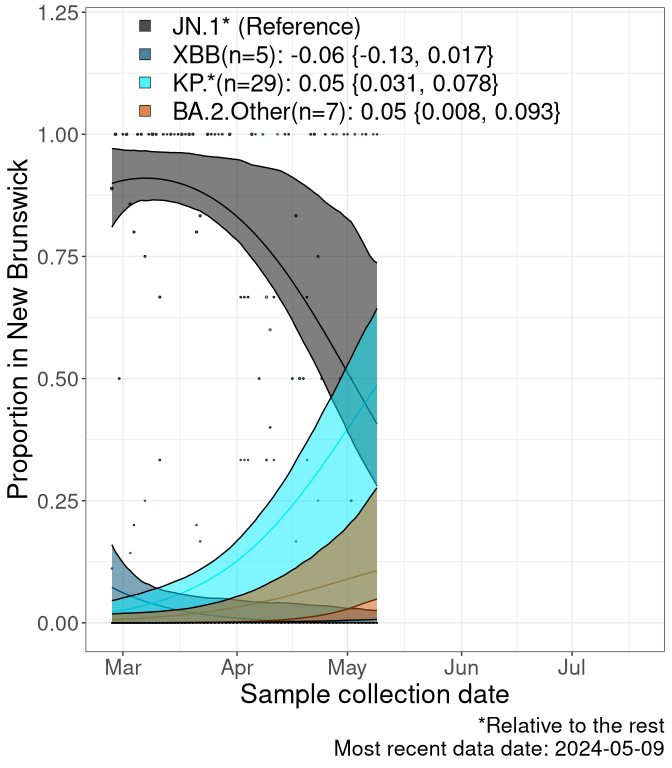 1.25
JN.1* (Reference)
XBB(n=5): -0.06 {-0.13, 0.017}
KP.*(n=29): 0.05 {0.031, 0.078}
BA.2.Other(n=7): 0.05 {0.008, 0.093}
1.00
0.75
0.50
0.25
0.00
Proportion in New Brunswick
Mar Apr May Jun Jul
Sample collection date
*Relative to the rest
Most recent data date: 2024-05-09